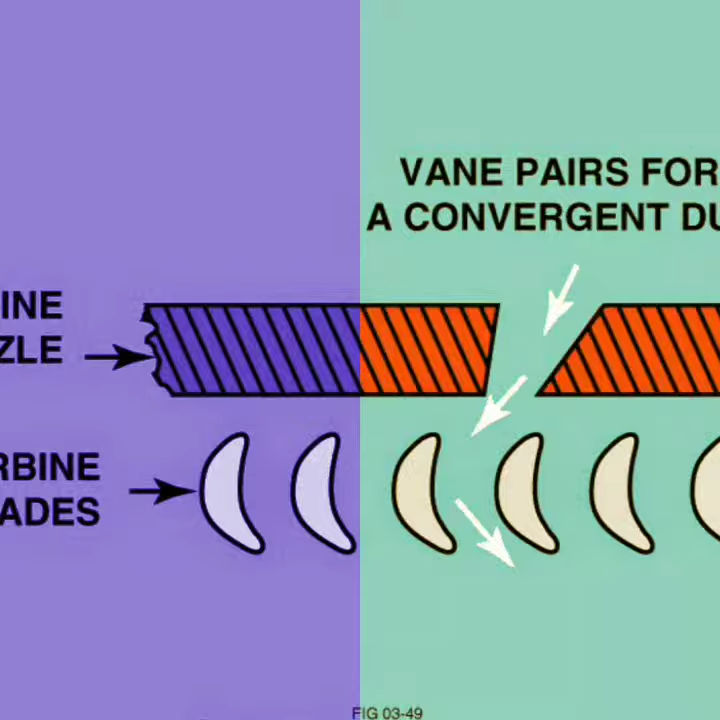 VANE PAIRS FOR
A CONVERGENT DU
INE
ZLE
RBINE
ADES
FIG 03-49